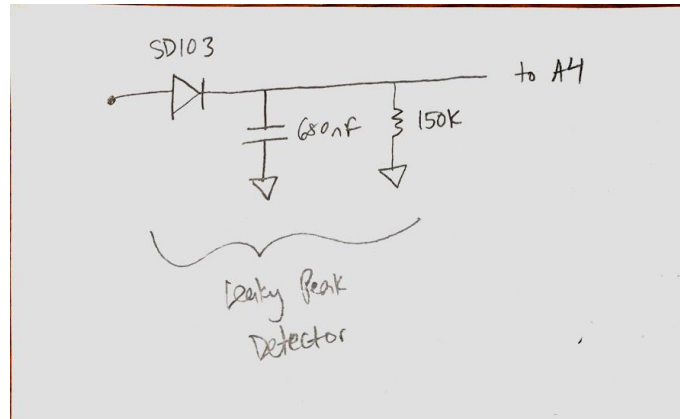 SD103
to A4
680nF
150K
Leaky Peak
Detector